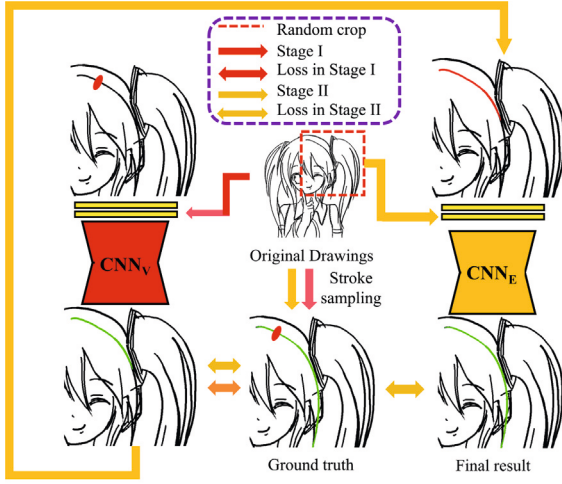 Random crop
Stage I
Loss in Stage I
Stage II
Loss in Stage II
Original Drawings
CNNV
CNNE
Stroke
sampling
Ground truth
Final result